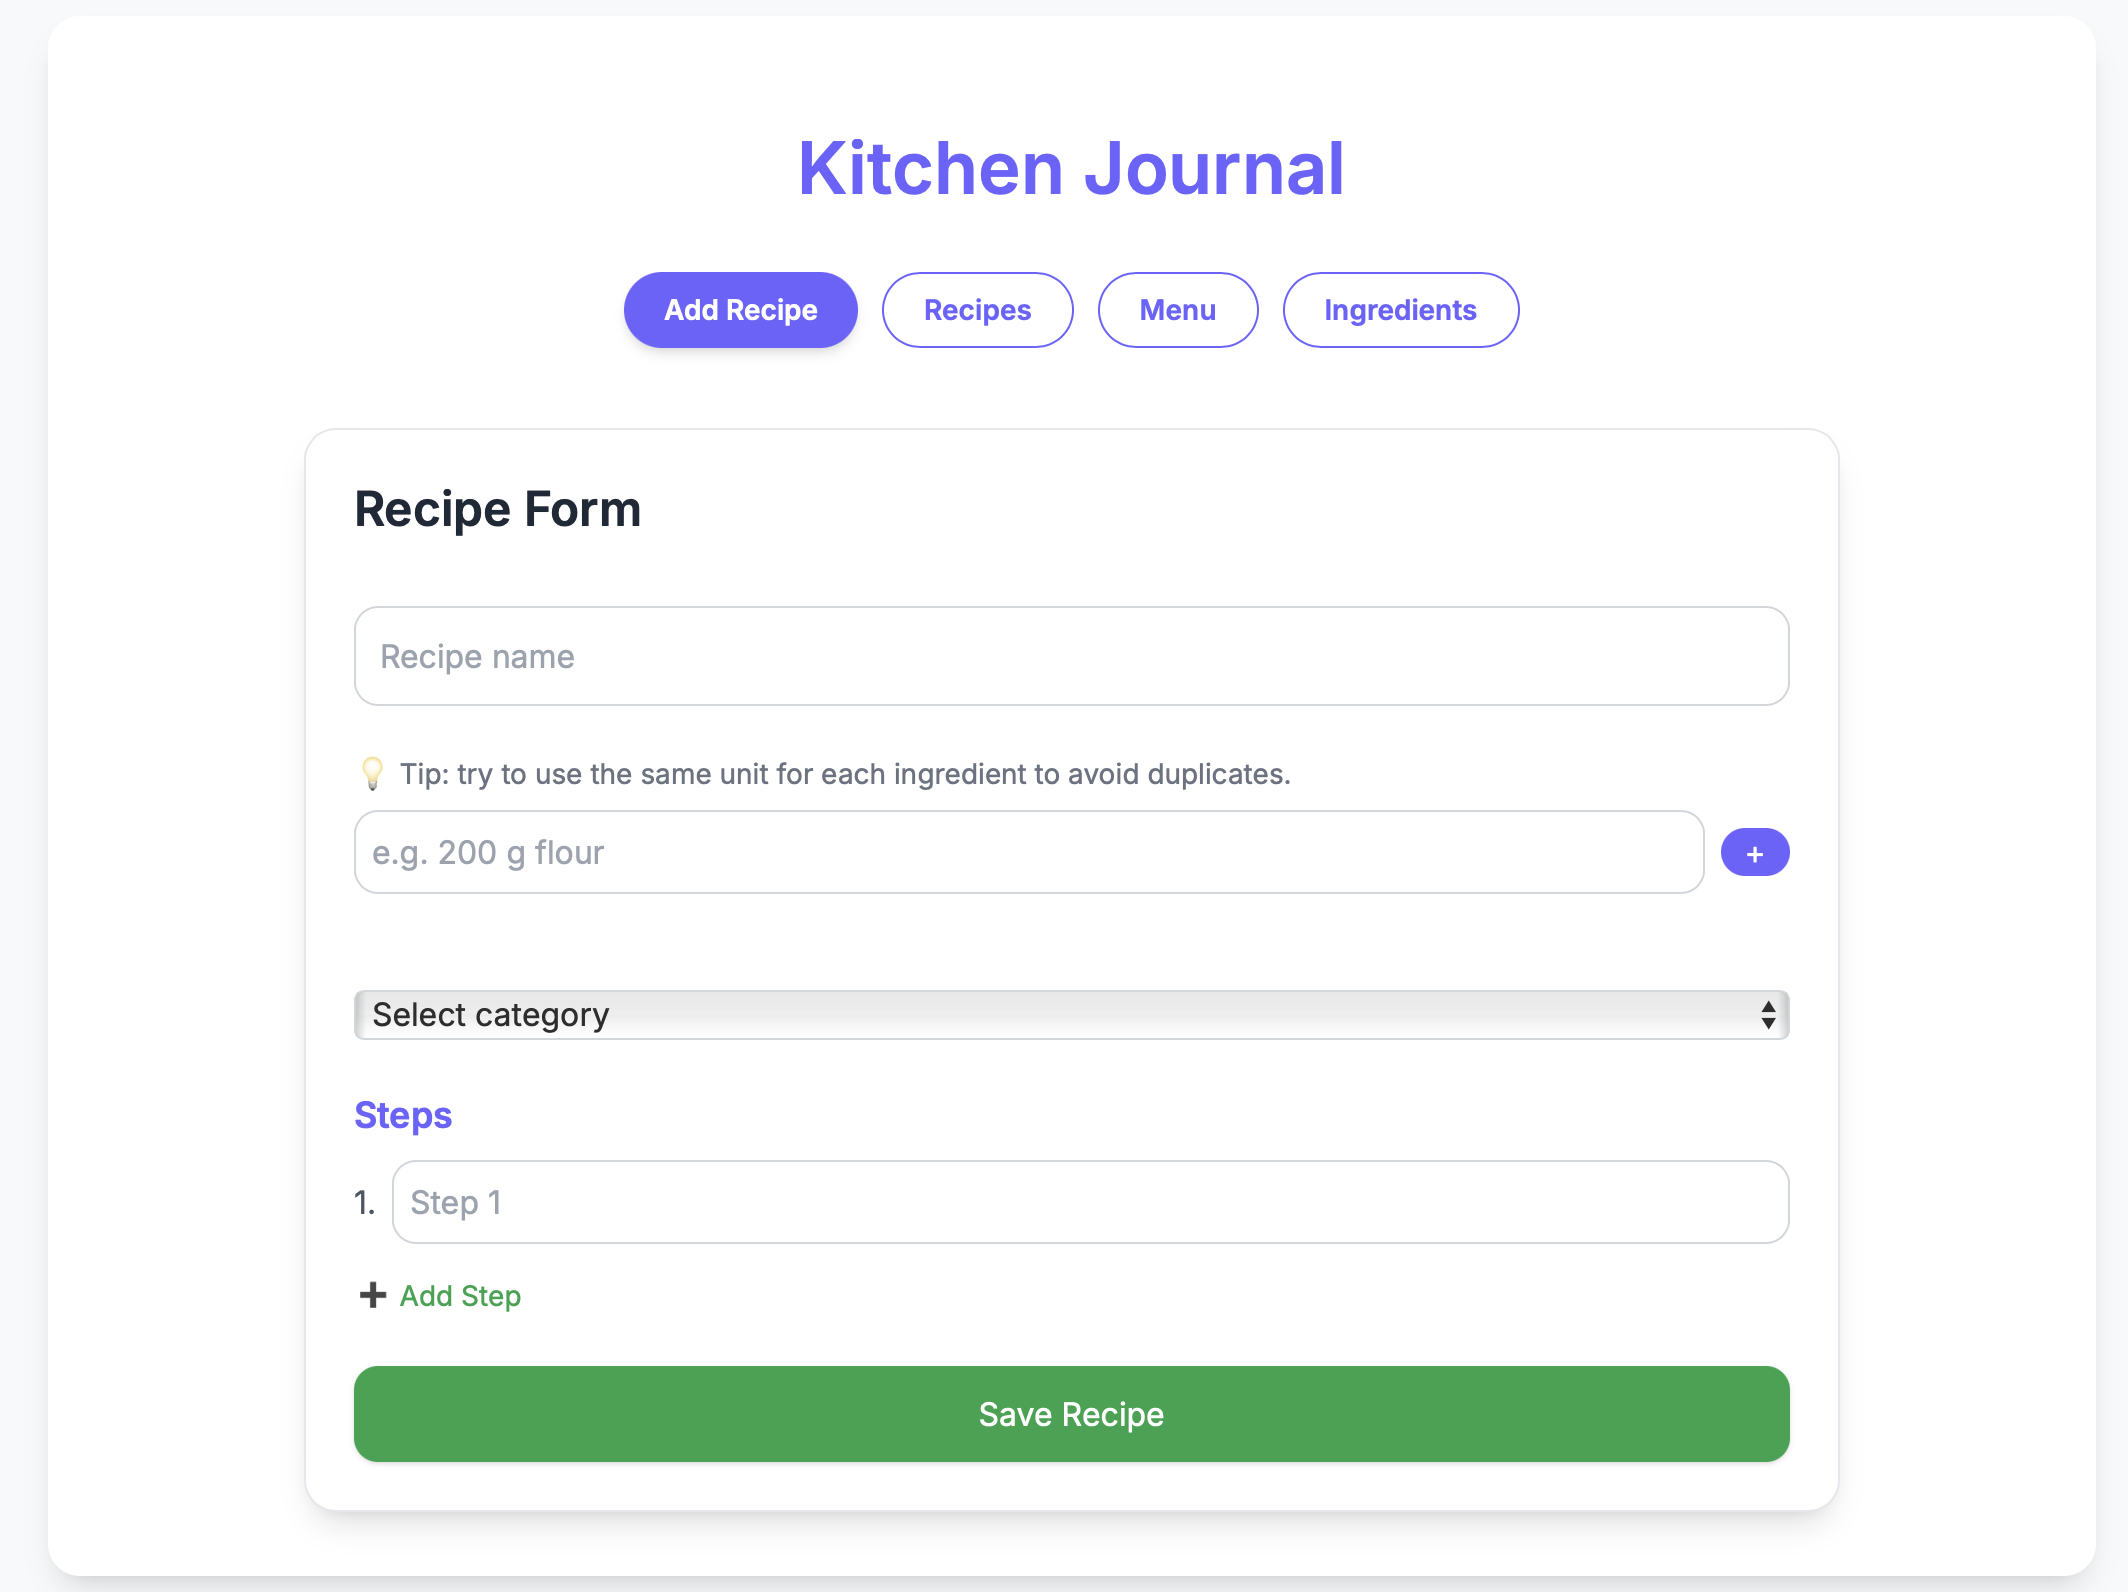 Kitchen Journal
Add Recipe Recipes Menu Ingredients
Recipe Form
Recipe name
💡 Tip: try to use the same unit for each ingredient to avoid duplicates.
e.g. 200 g flour +
Select category
Steps
1. Step 1
➕ Add Step
Save Recipe